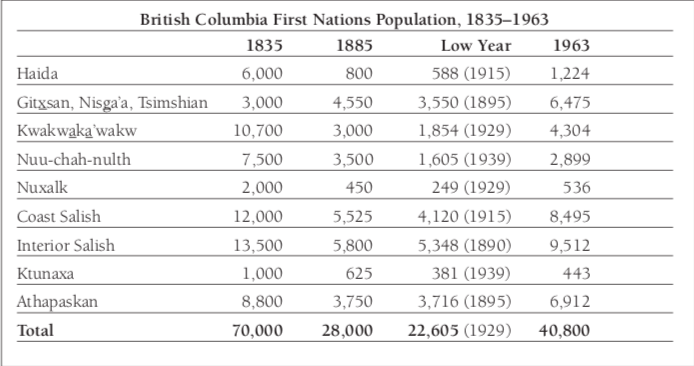 British Columbia First Nations Population, 1835–1963
1835 1885 Low Year 1963
Haida 6,000 800 588 (1915) 1,224
Gitx̲san, Nisg̲a'a, Tsimshian 3,000 4,550 3,550 (1895) 6,475
Kwakwa̲ka̲'wakw 10,700 3,000 1,854 (1929) 4,304
Nuu-chah-nulth 7,500 3,500 1,605 (1939) 2,899
Nuxalk 2,000 450 249 (1929) 536
Coast Salish 12,000 5,525 4,120 (1915) 8,495
Interior Salish 13,500 5,800 5,348 (1890) 9,512
Ktunaxa 1,000 625 381 (1939) 443
Athapaskan 8,800 3,750 3,716 (1895) 6,912
Total 70,000 28,000 22,605 (1929) 40,800